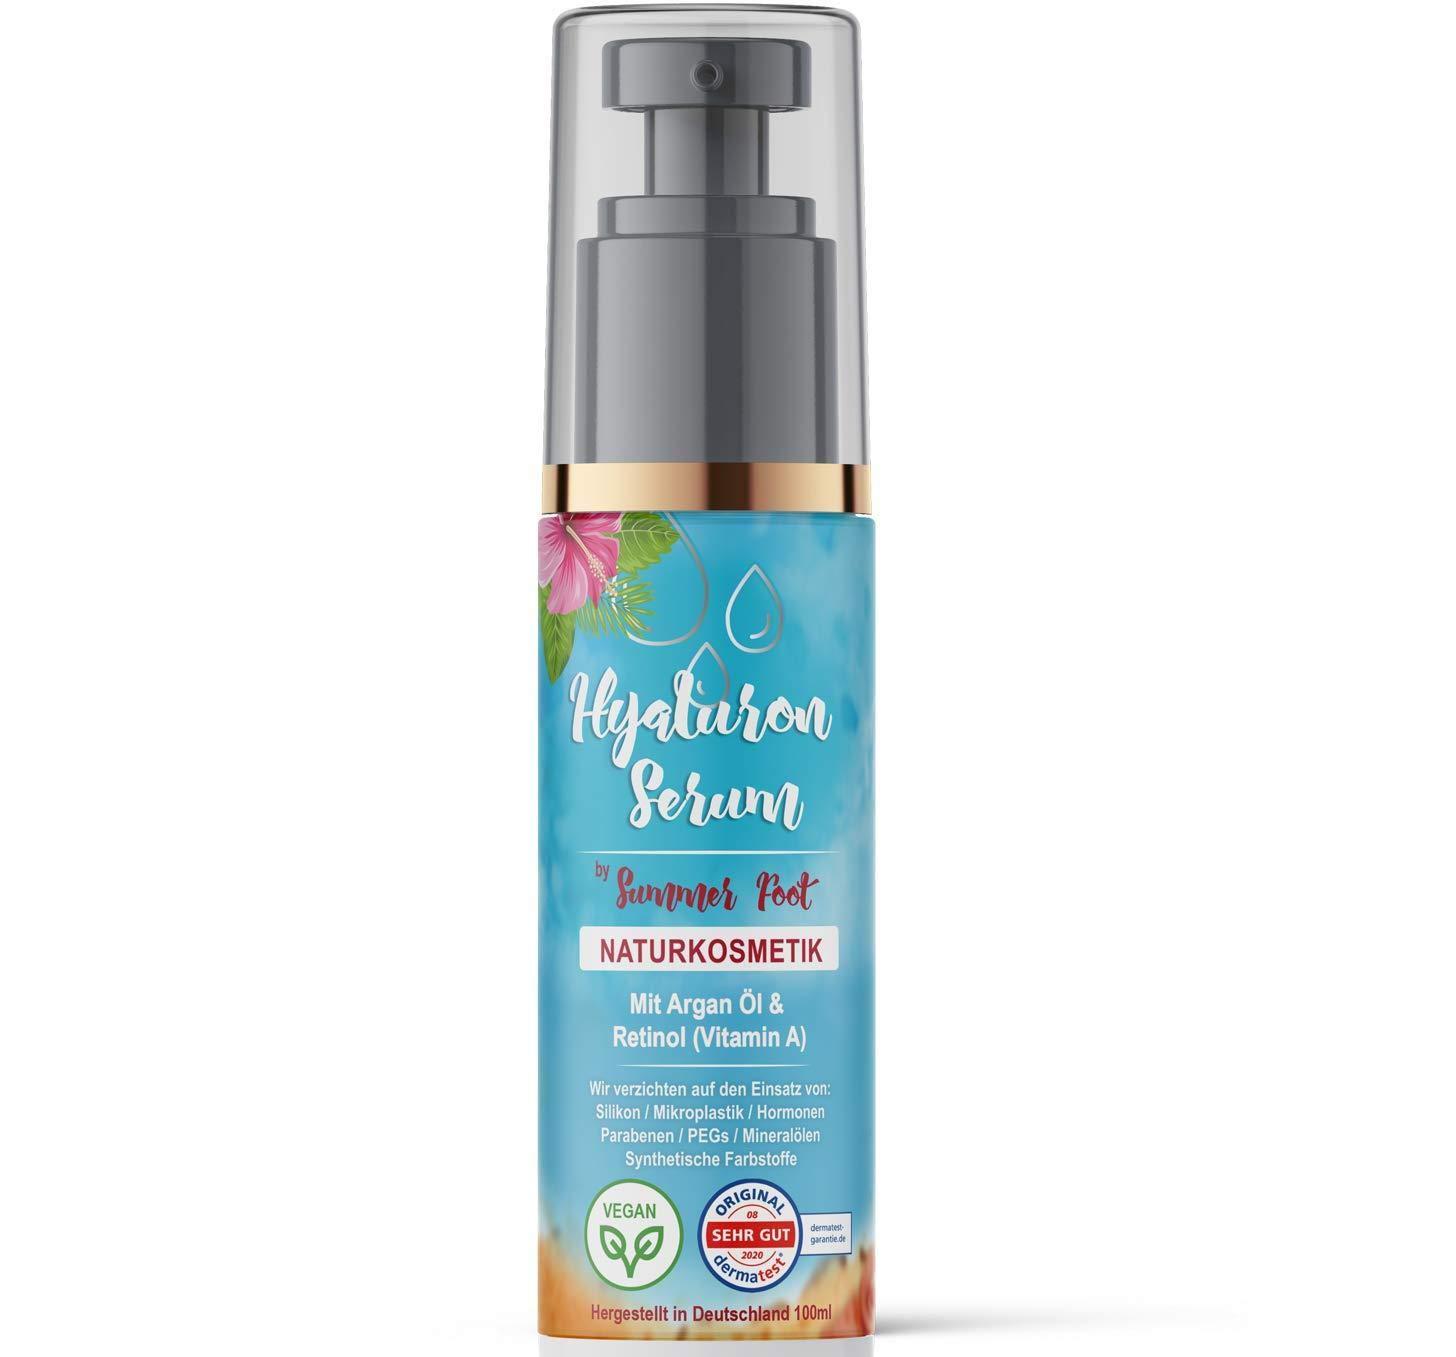 Hyaluron
Serum
by Summer Foot
NATURKOSMETIK
Mit Argan Öl &
Retinol (Vitamin A)
Wir verzichten auf den Einsatz von:
Silikon / Mikroplastik / Hormonen
Parabenen / PEGs / Mineralölen
Synthetische Farbstoffe
VEGAN
ORIGINAL
08
SEHR GUT
2020
dermatest
dermatest-
garantie.de
Hergestellt in Deutschland 100ml